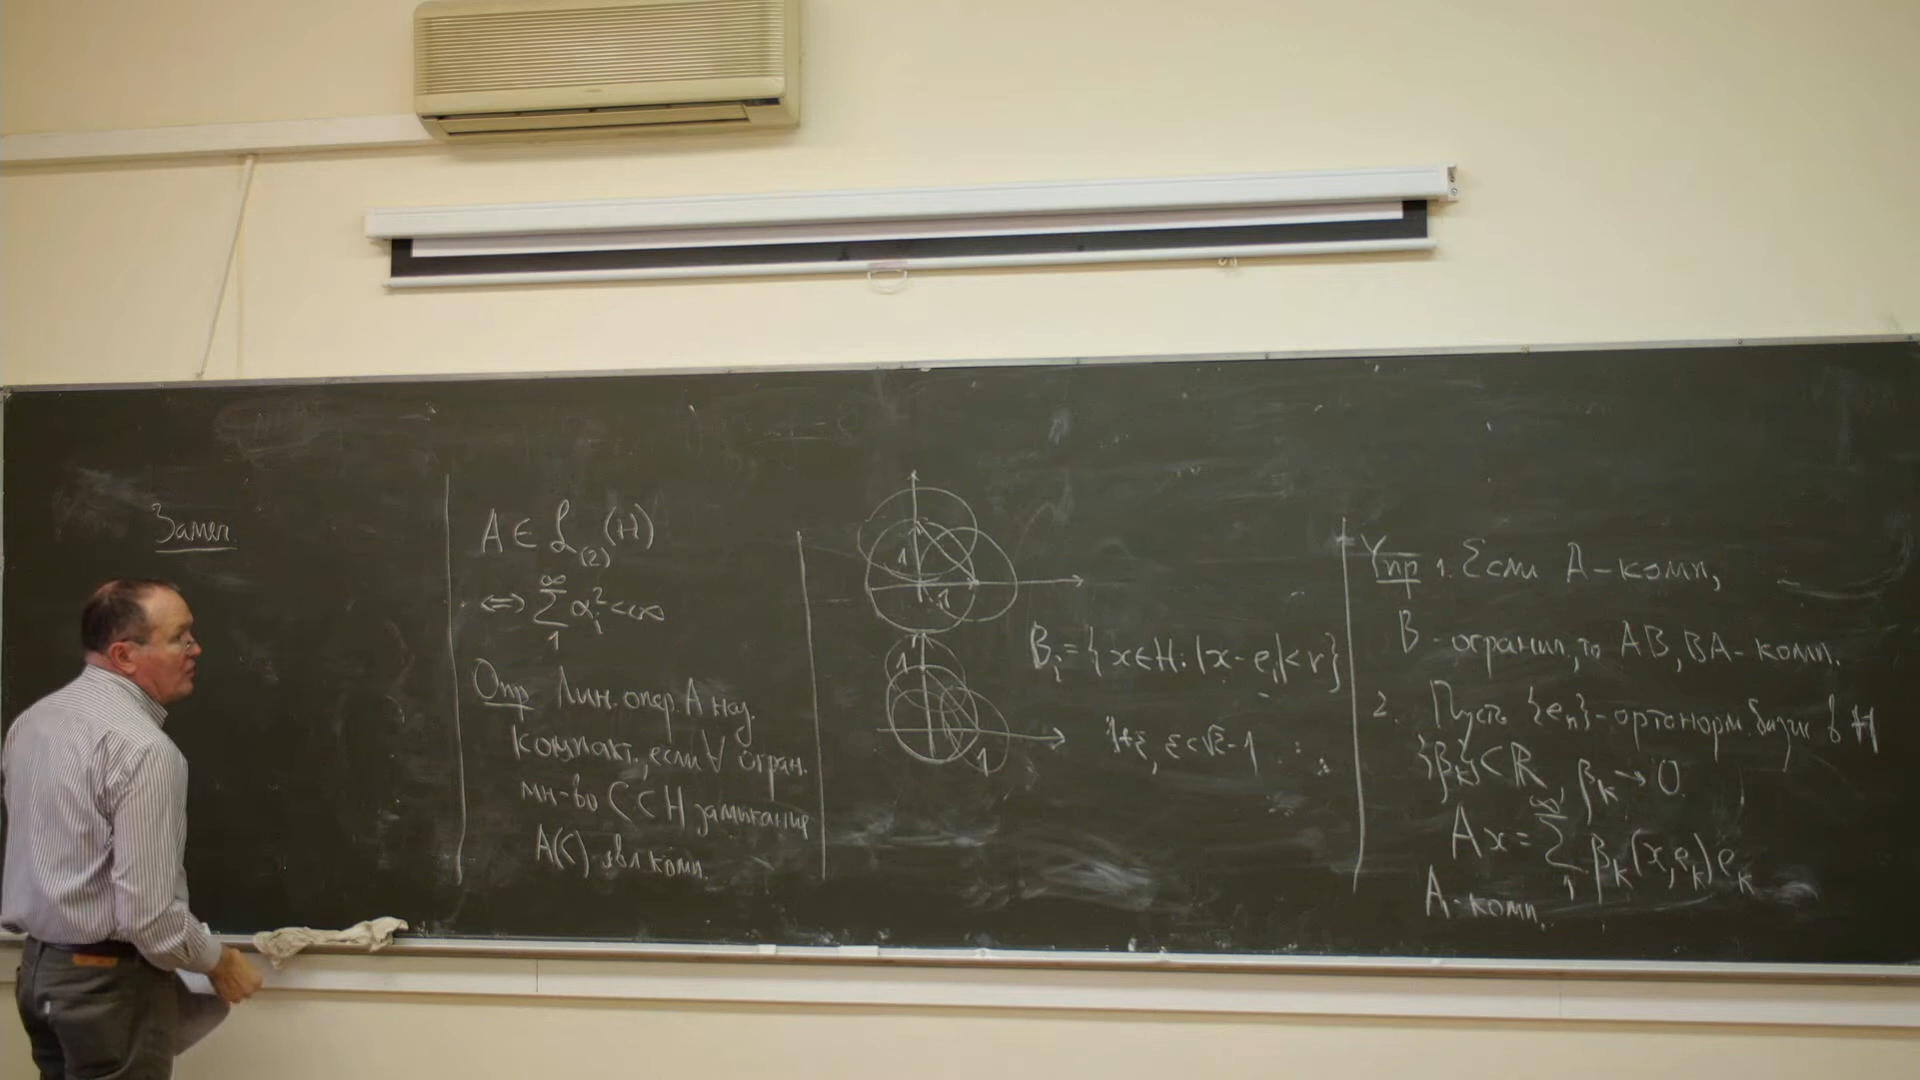 Замеч.
A ∈ ℒ₍₂₎(H)
⇔ ∑₁^∞ αᵢ² < ∞
Опр Лин. опер. A наз.
компакт., если ∀ огран.
мн-во C ⊂ H замыкание
A(C) - явл комп.
1
1
1
Bᵢ = {x ∈ H : |x - eᵢ| < r}
1+ε, ε < √2 - 1
1
Упр 1. Если A - комп,
B - огранич, то AB, BA - комп.
2. Пусть {eₙ} - ортонорм. базис в H
{βₖ} ⊂ ℝ, βₖ → 0.
Ax = ∑₁^∞ βₖ(x, eₖ)eₖ
A - комп.